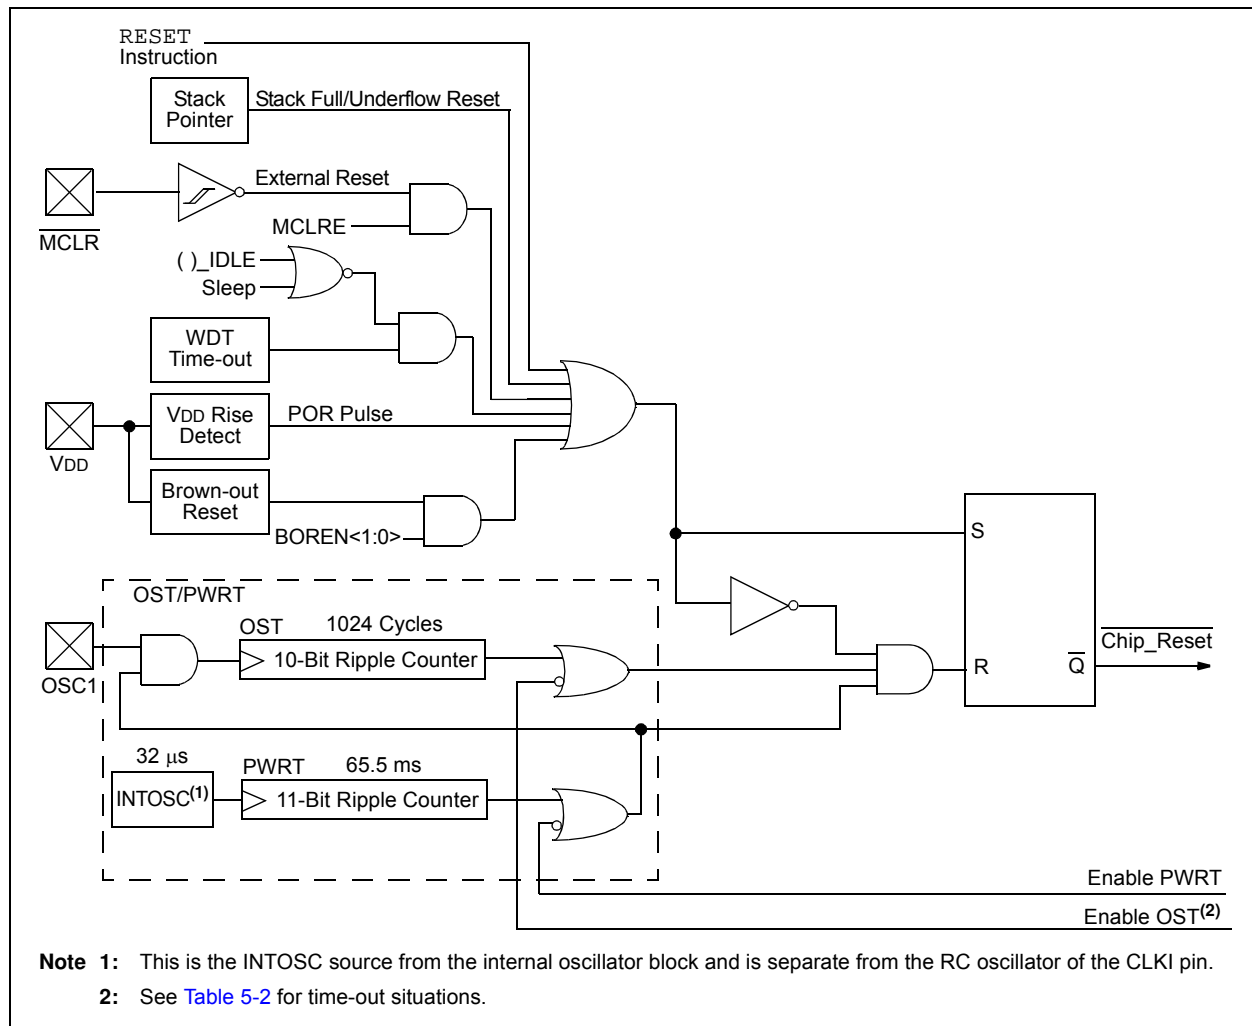 RESET
Instruction
Stack
Pointer
Stack Full/Underflow Reset
External Reset
MCLR
MCLRE
( )_IDLE
Sleep
WDT
Time-out
VDD Rise
Detect
POR Pulse
VDD
Brown-out
Reset
BOREN<1:0>
S
OST/PWRT
OST
1024 Cycles
10-Bit Ripple Counter
OSC1
Chip_Reset
R
Q
32 μs
PWRT
65.5 ms
INTOSC(1)
11-Bit Ripple Counter
Enable PWRT
Enable OST(2)
Note 1: This is the INTOSC source from the internal oscillator block and is separate from the RC oscillator of the CLKI pin.
2: See Table 5-2 for time-out situations.